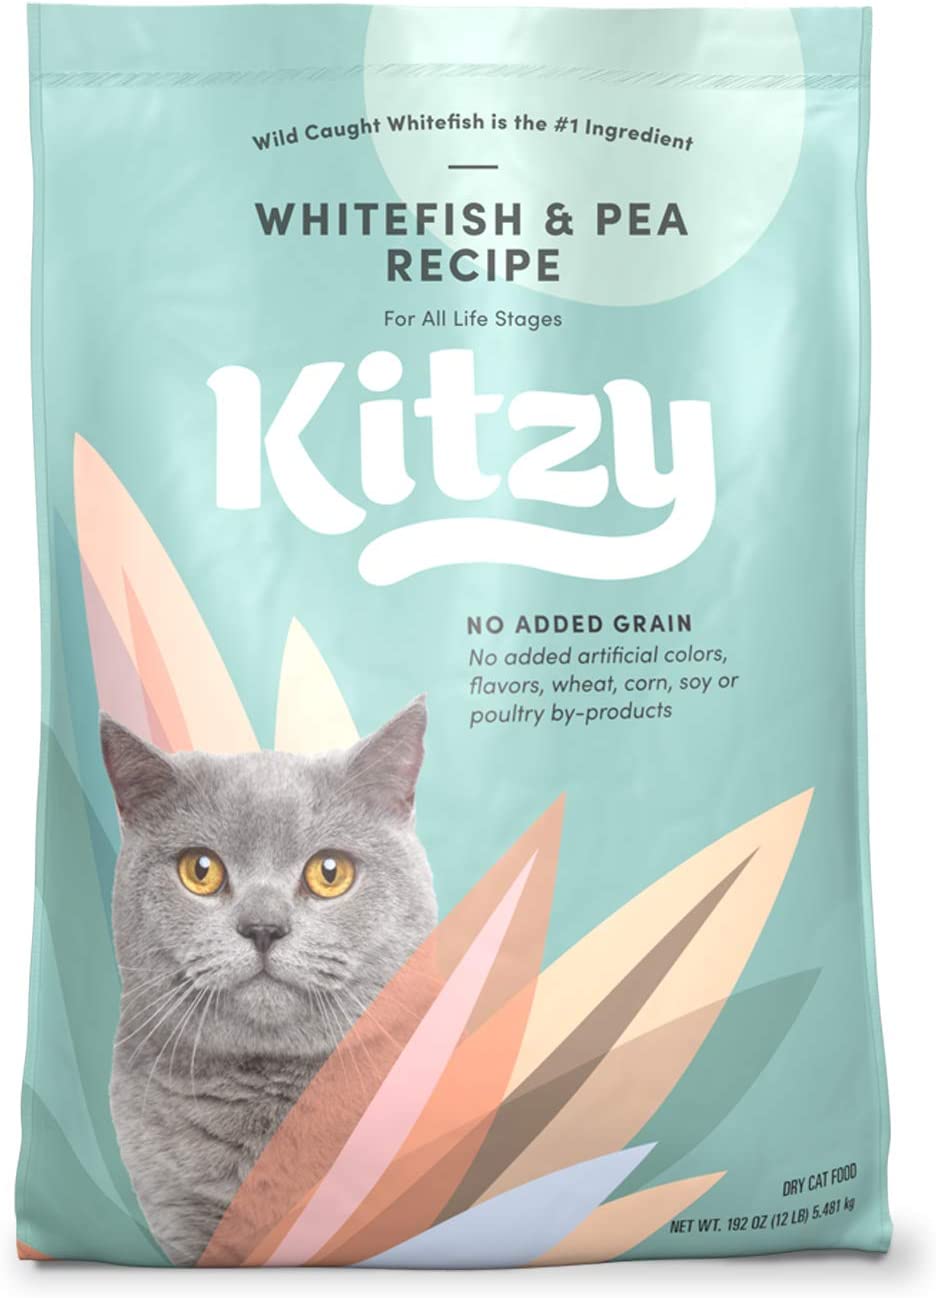 Wild Caught Whitefish is the #1 Ingredient
WHITEFISH & PEA
RECIPE
For All Life Stages
Kitzy
NO ADDED GRAIN
No added artificial colors,
flavors, wheat, corn, soy or
poultry by-products
DRY CAT FOOD
NET WT. 192 OZ (12 LB) 5.481 kg